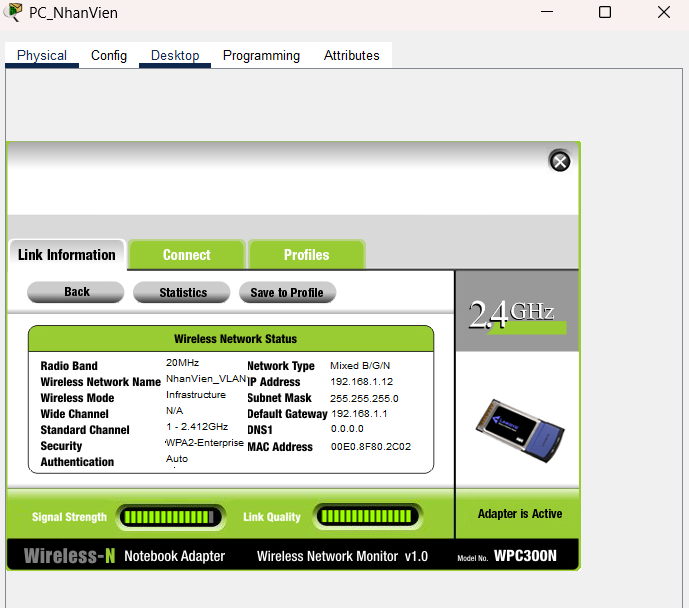 PC_NhanVien
Physical Config Desktop Programming Attributes
Link Information Connect Profiles
Back Statistics Save to Profile
2.4GHz
Wireless Network Status
Radio Band 20MHz Network Type Mixed B/G/N
Wireless Network Name NhanVien_VLAN IP Address 192.168.1.12
Wireless Mode Infrastructure Subnet Mask 255.255.255.0
Wide Channel N/A Default Gateway 192.168.1.1
Standard Channel 1 - 2.412GHz DNS1 0.0.0.0
Security WPA2-Enterprise MAC Address 00E0.8F80.2C02
Authentication Auto
Signal Strength Link Quality Adapter is Active
Wireless-N Notebook Adapter Wireless Network Monitor v1.0 Model No. WPC300N